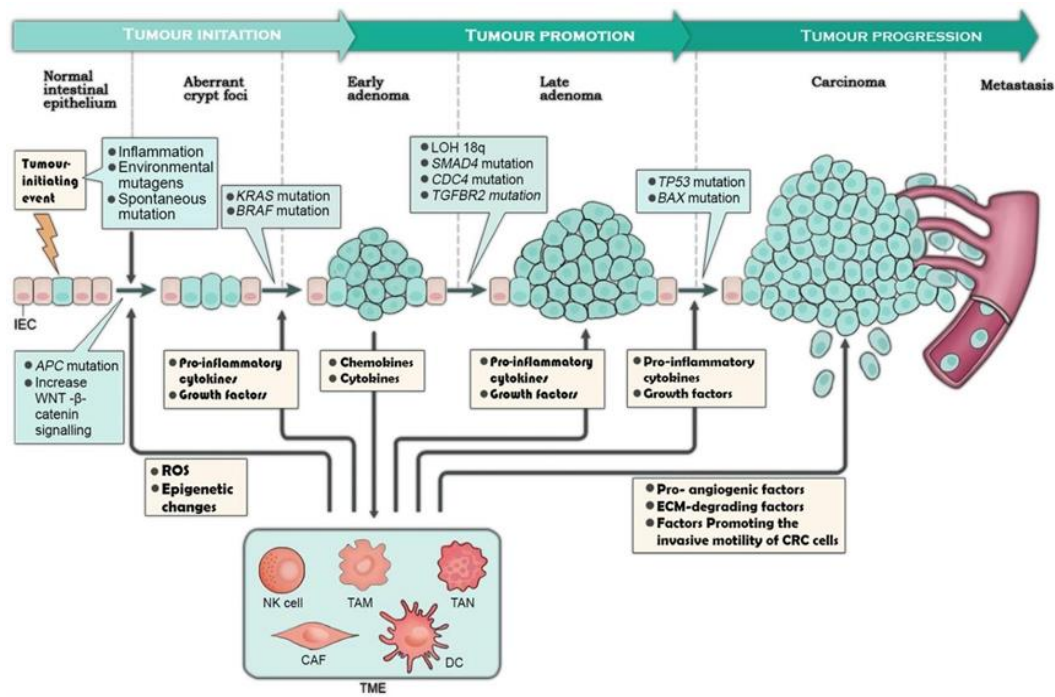 TUMOUR INITAITION
TUMOUR PROMOTION
TUMOUR PROGRESSION
Normal
intestinal
epithelium
Aberrant
crypt foci
Early
adenoma
Late
adenoma
Carcinoma
Metastasis
Tumour-
initiating
event
● Inflammation
● Environmental
mutagens
● Spontaneous
mutation
● KRAS mutation
● BRAF mutation
● LOH 18q
● SMAD4 mutation
● CDC4 mutation
● TGFBR2 mutation
● TP53 mutation
● BAX mutation
IEC
● APC mutation
● Increase
WNT -β-
catenin
signalling
● Pro-inflammatory
cytokines
● Growth factors
● Chemokines
● Cytokines
● Pro-inflammatory
cytokines
● Growth factors
● Pro-inflammatory
cytokines
● Growth factors
● ROS
● Epigenetic
changes
● Pro- angiogenic factors
● ECM-degrading factors
● Factors Promoting the
invasive motility of CRC cells
NK cell
TAM
TAN
CAF
DC
TME